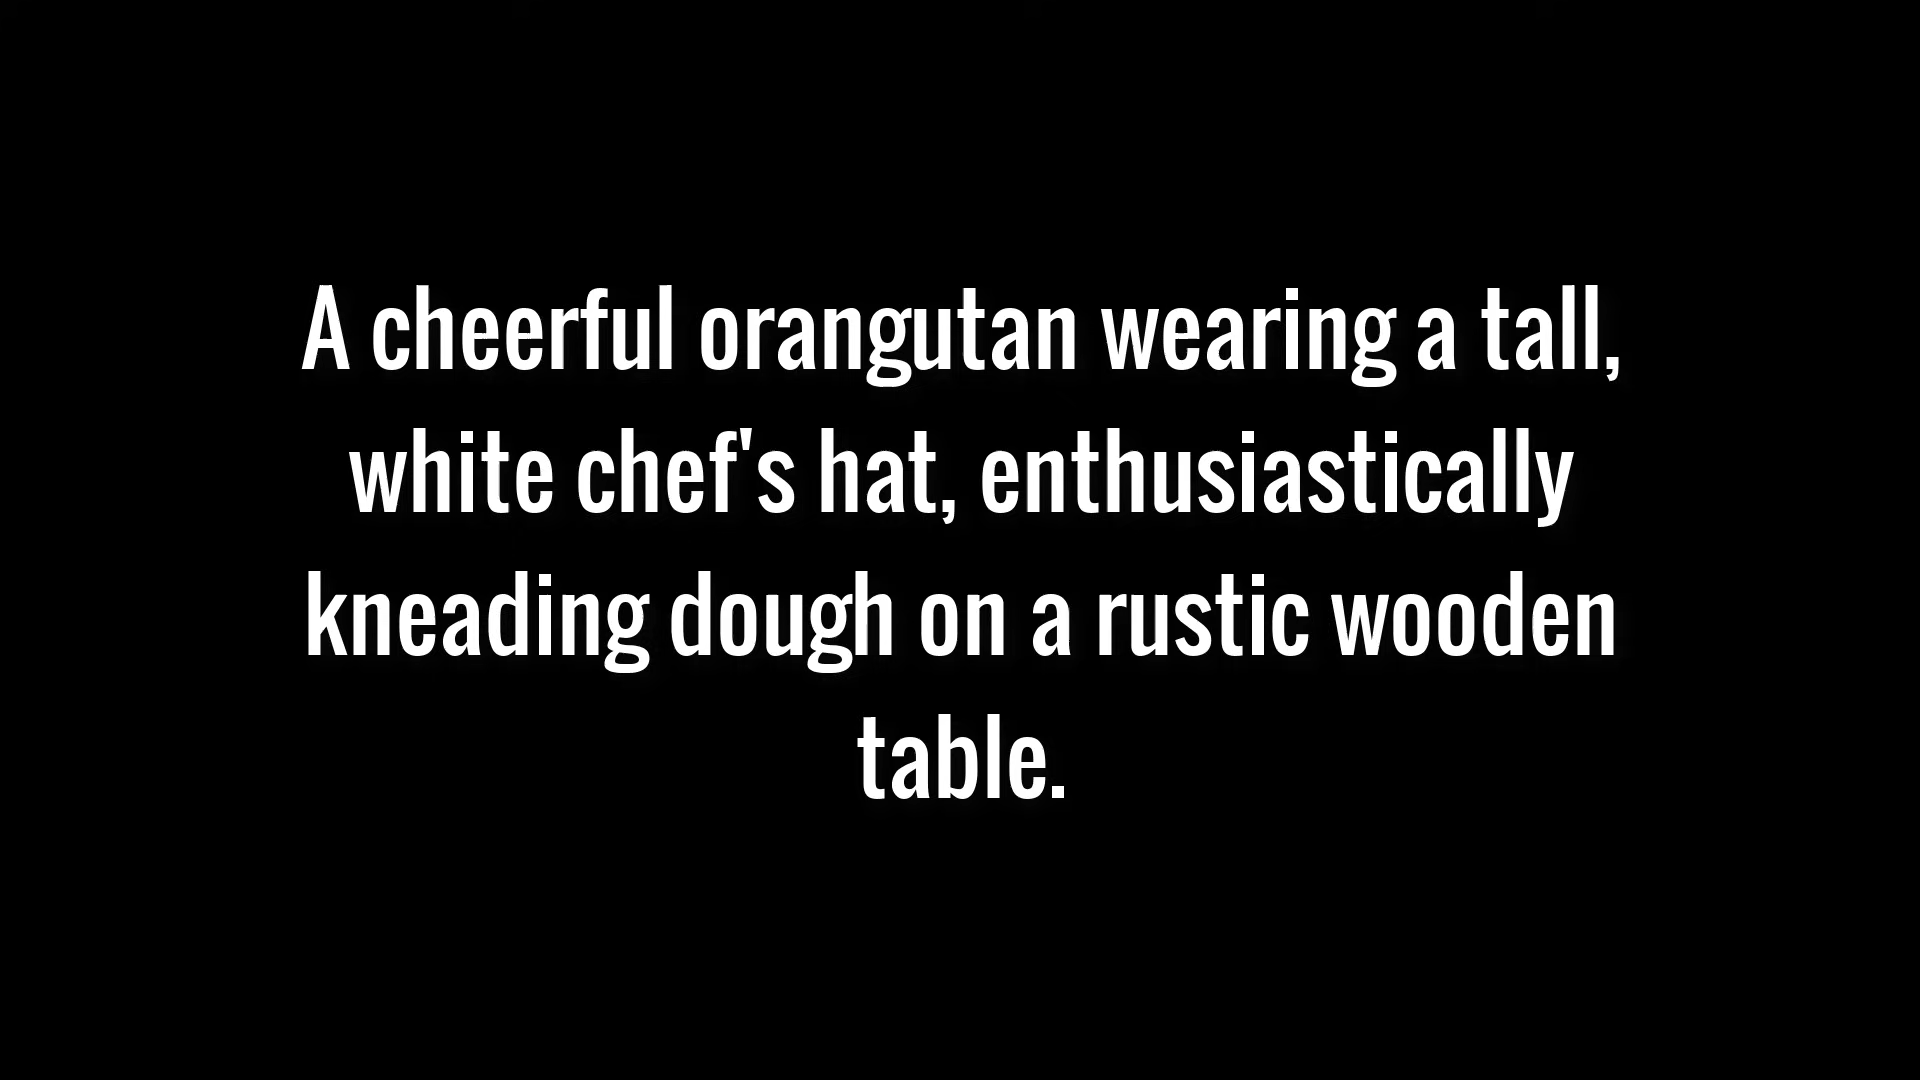 A cheerful orangutan wearing a tall,
white chef's hat, enthusiastically
kneading dough on a rustic wooden
table.